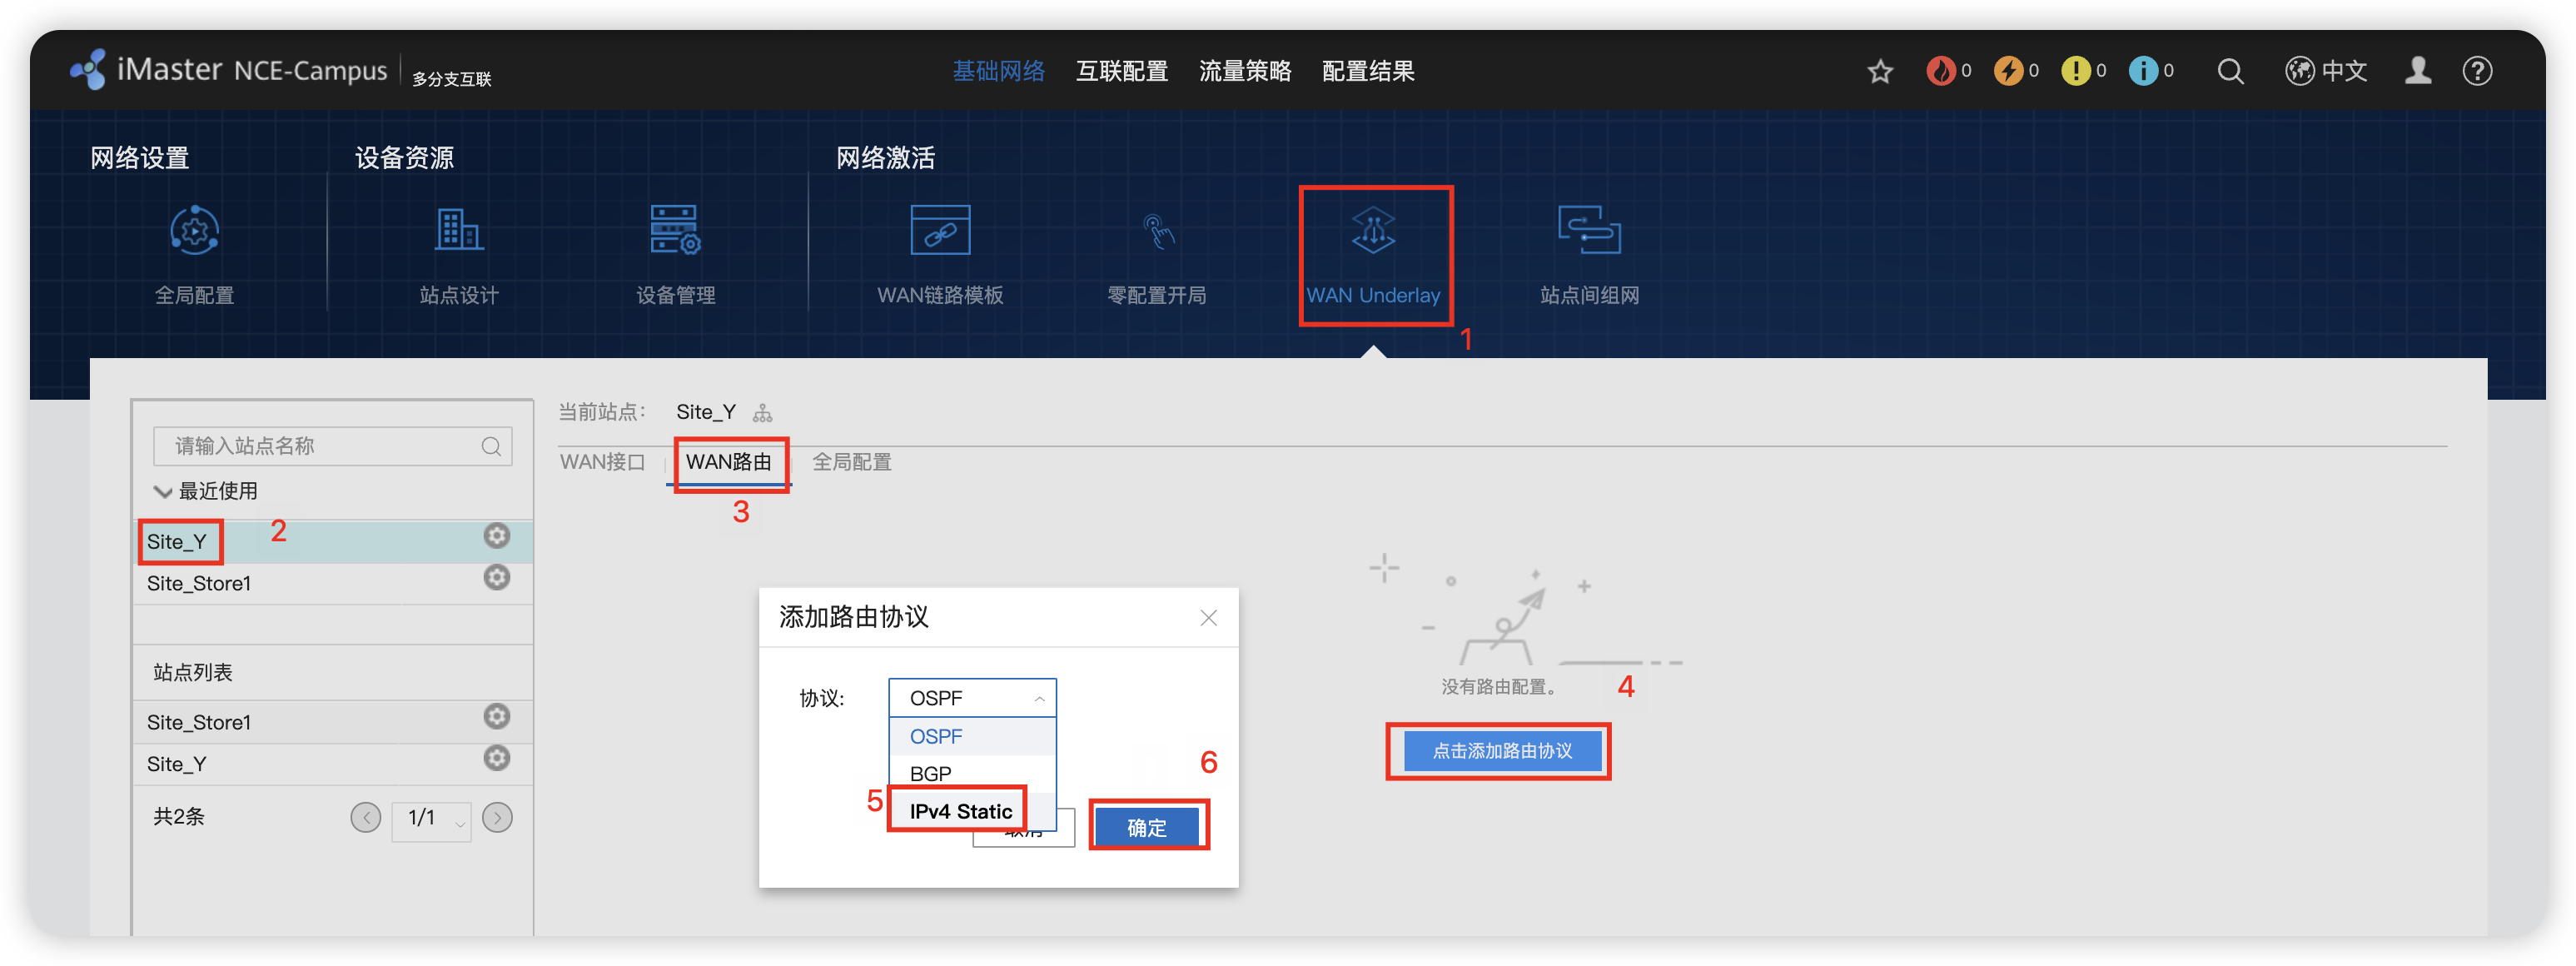 iMaster NCE-Campus 多分支互联
基础网络 互联配置 流量策略 配置结果
0 0 0 0 中文
网络设置 设备资源 网络激活
全局配置 站点设计 设备管理 WAN链路模板 零配置开局 WAN Underlay 站点间组网
1
当前站点: Site_Y
请输入站点名称
WAN接口 WAN路由 全局配置
3
最近使用
Site_Y 2
Site_Store1
站点列表
Site_Store1
Site_Y
共2条 1/1
添加路由协议
协议: OSPF
OSPF
BGP
5 IPv4 Static
取消 确定
6
没有路由配置。 4
点击添加路由协议